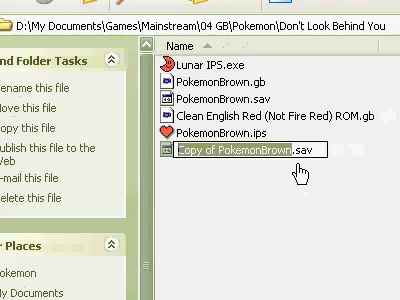 D:\My Documents\Games\Mainstream\04 GB\Pokemon\Don't Look Behind You
nd Folder Tasks
ename this file
ove this file
opy this file
ublish this file to the
Web
-mail this file
elete this file
r Places
okemon
My Documents
Name
Lunar IPS.exe
PokemonBrown.gb
PokemonBrown.sav
Clean English Red (Not Fire Red) ROM.gb
PokemonBrown.ips
Copy of PokemonBrown.sav